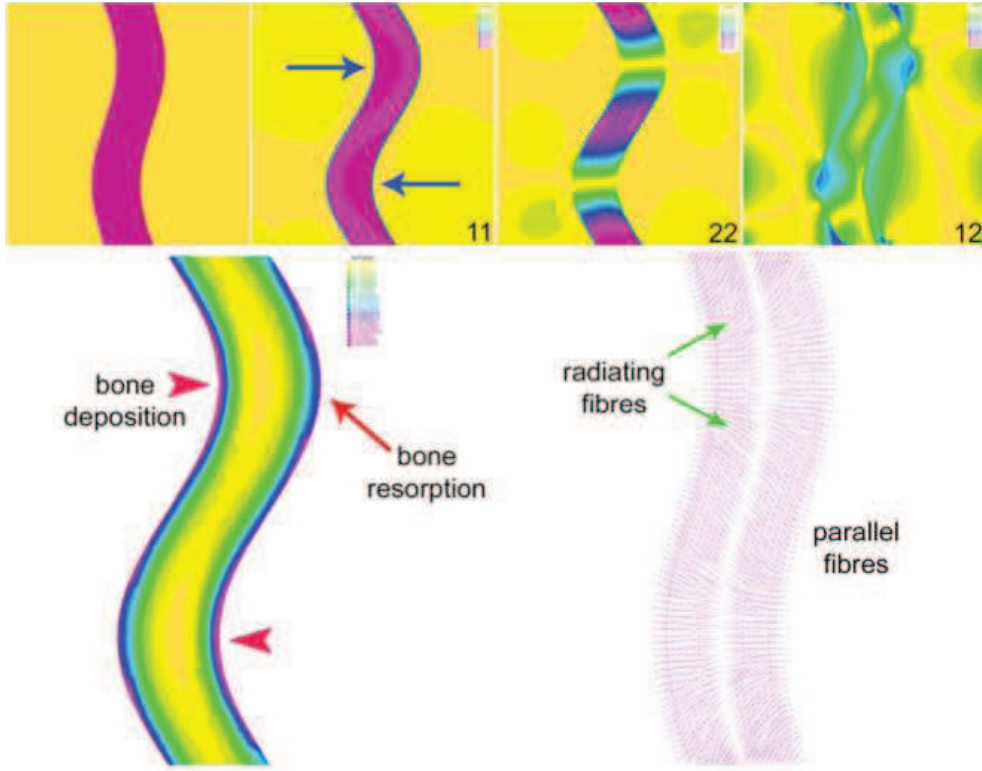 11
22
12
bone
deposition
bone
resorption
radiating
fibres
parallel
fibres